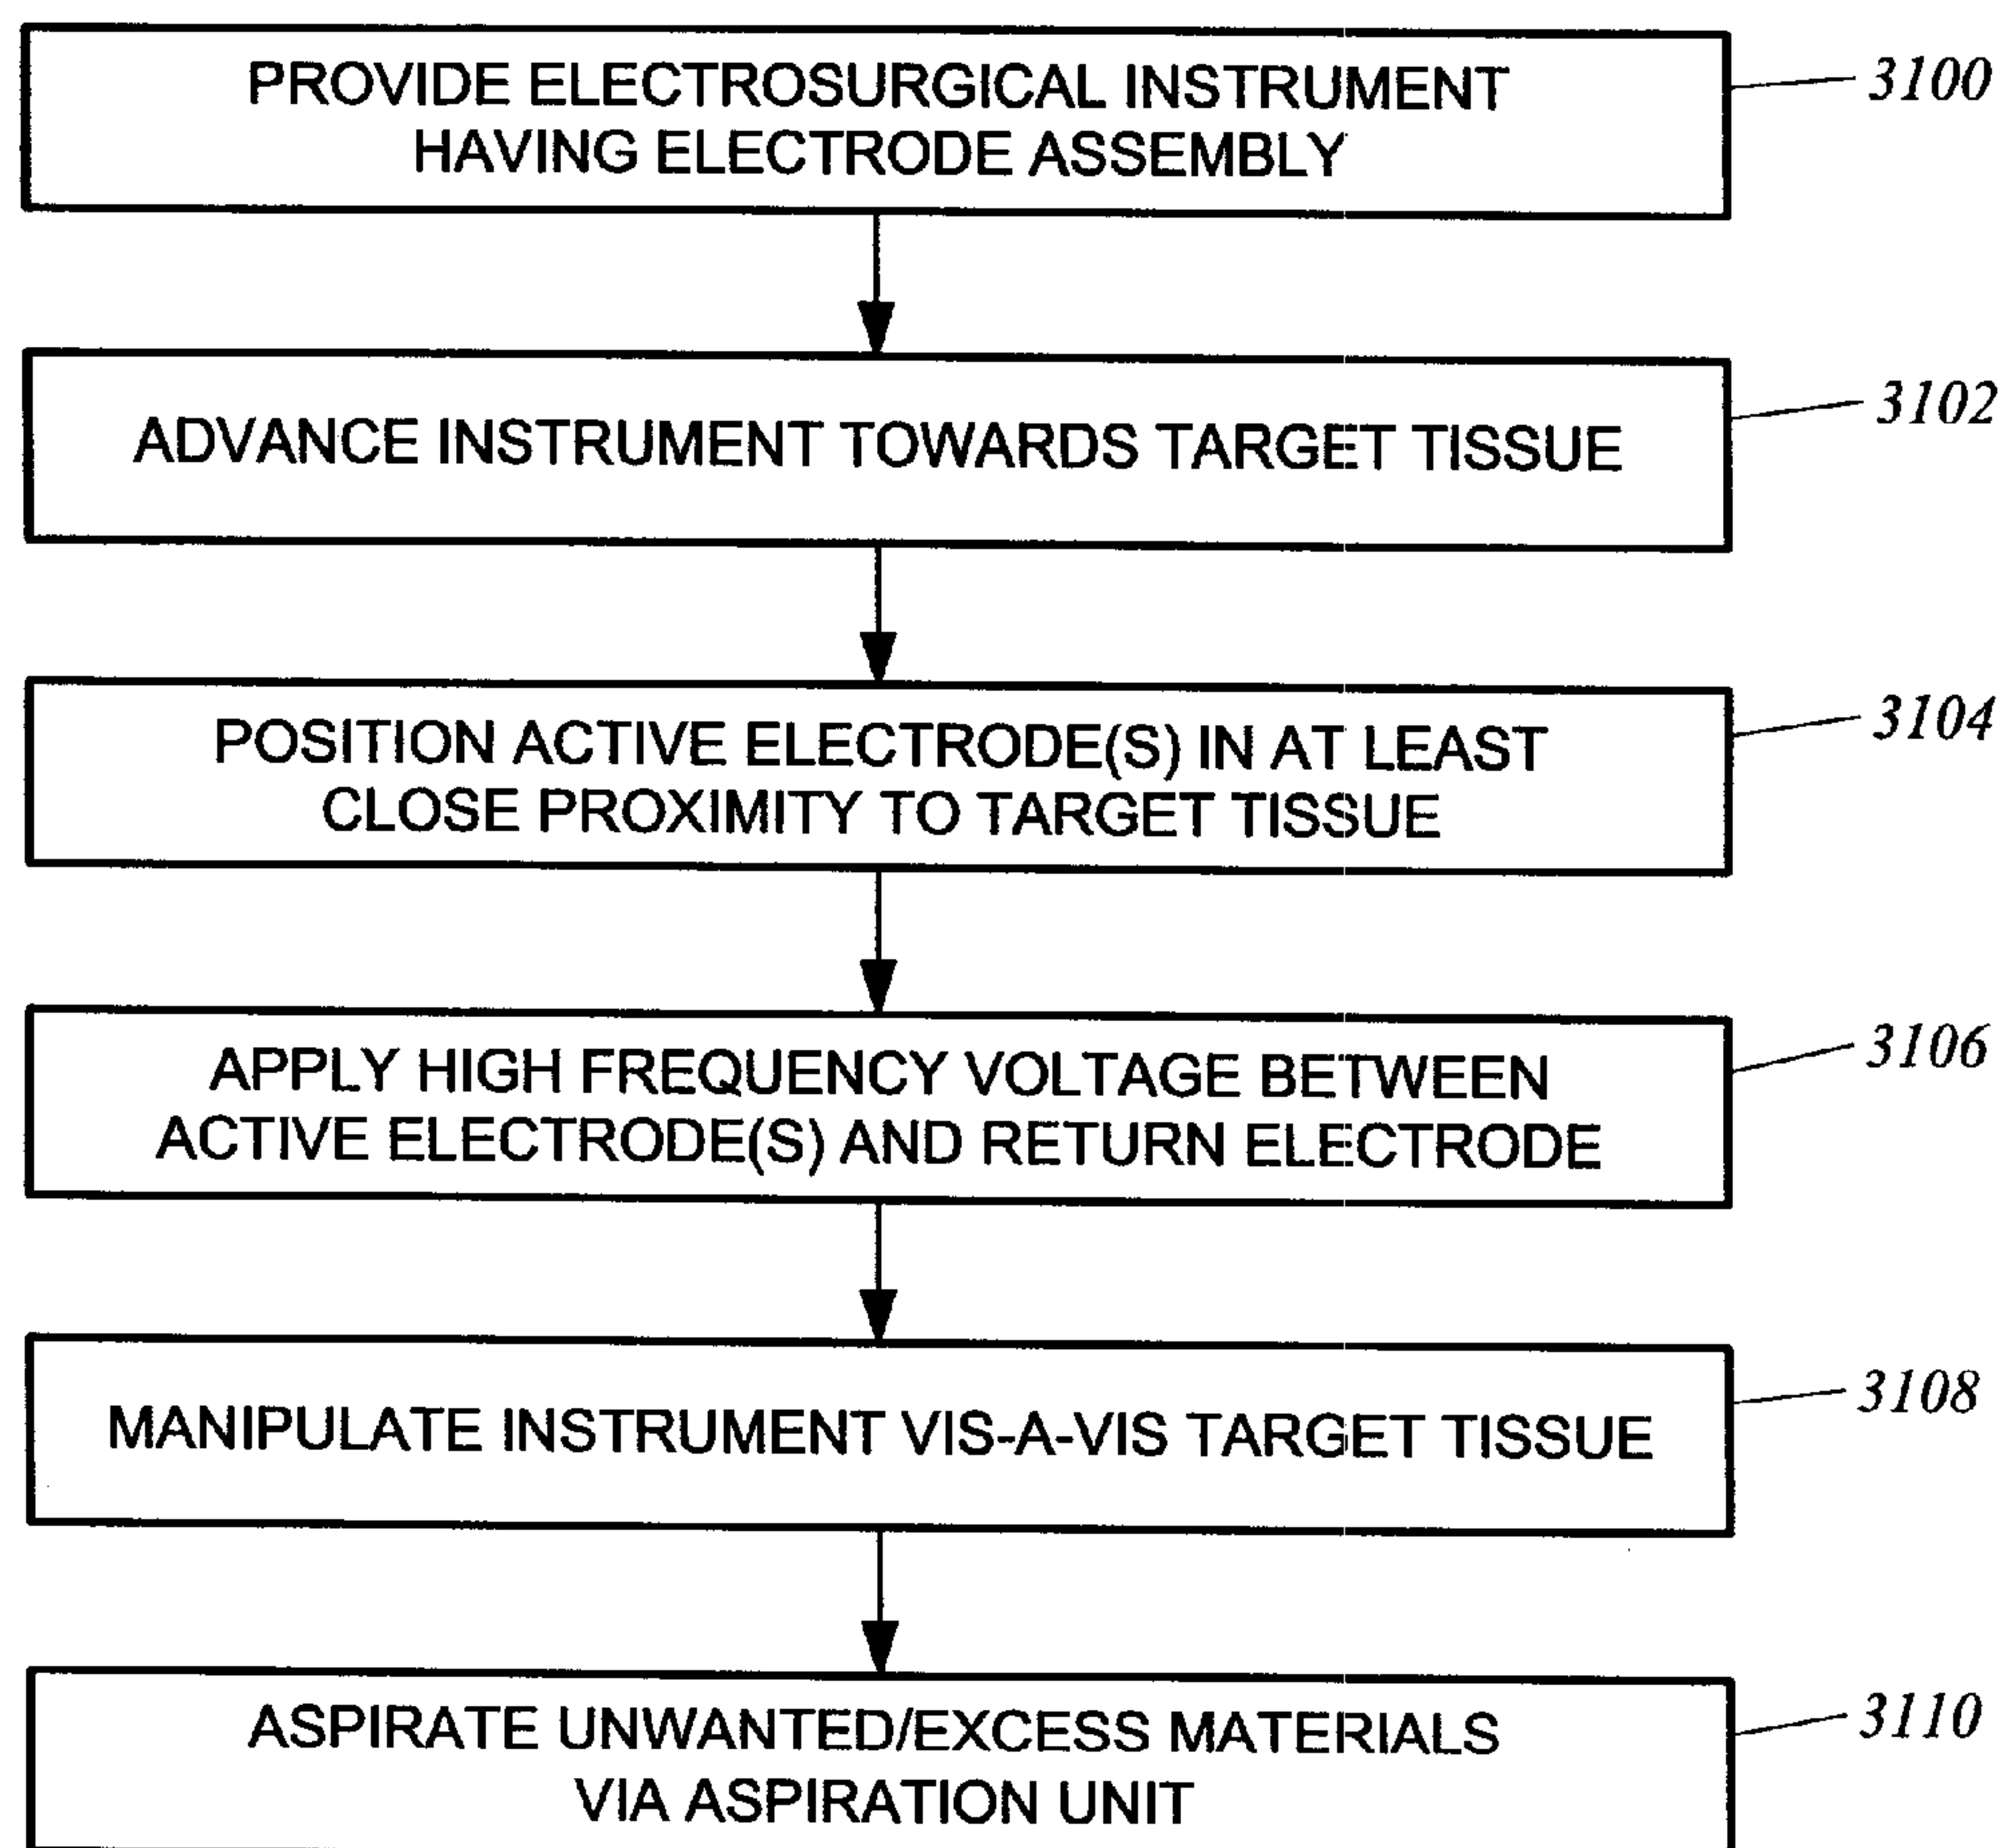 PROVIDE ELECTROSURGICAL INSTRUMENT
HAVING ELECTRODE ASSEMBLY
3100
ADVANCE INSTRUMENT TOWARDS TARGET TISSUE
3102
POSITION ACTIVE ELECTRODE(S) IN AT LEAST
CLOSE PROXIMITY TO TARGET TISSUE
3104
APPLY HIGH FREQUENCY VOLTAGE BETWEEN
ACTIVE ELECTRODE(S) AND RETURN ELECTRODE
3106
MANIPULATE INSTRUMENT VIS-A-VIS TARGET TISSUE
3108
ASPIRATE UNWANTED/EXCESS MATERIALS
VIA ASPIRATION UNIT
3110